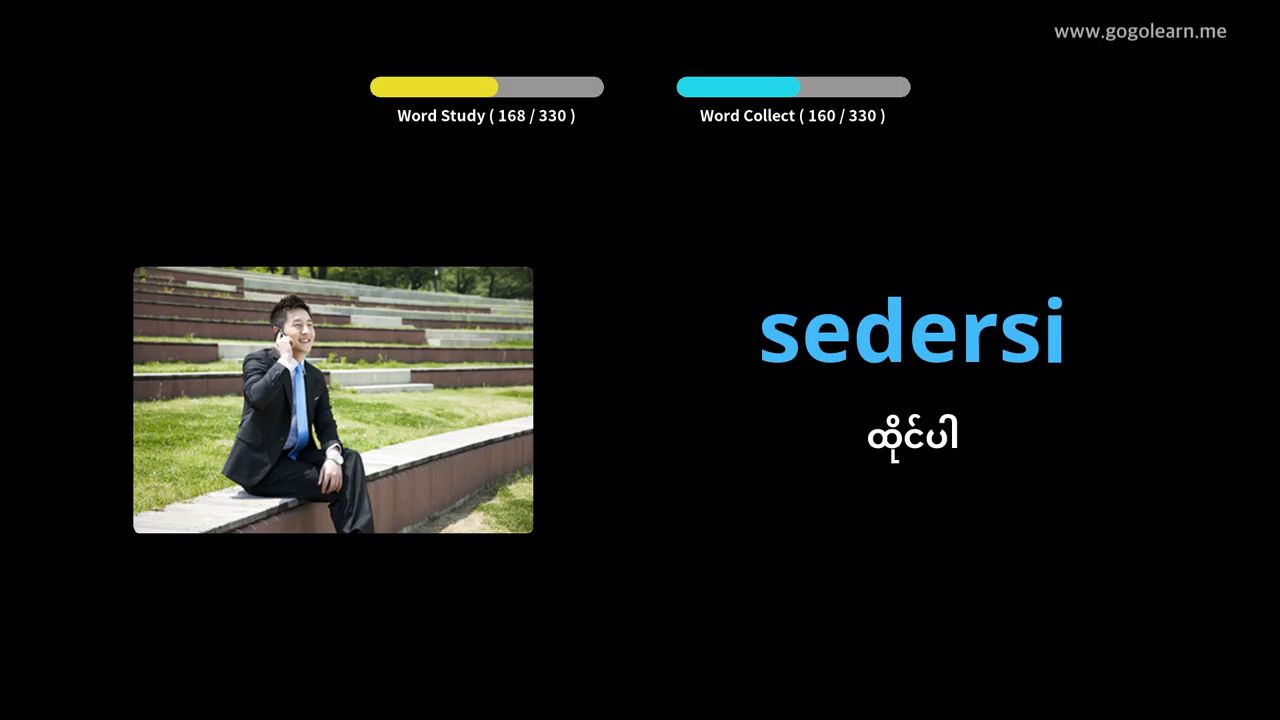 www.gogolearn.me
Word Study ( 168 / 330 )
Word Collect ( 160 / 330 )
sedersi
ထိုင်ပါ